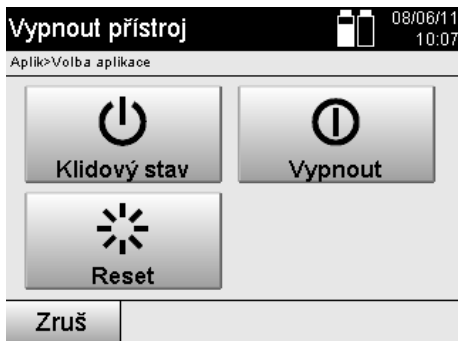 Vypnout přístroj
08/06/11
10:07
Aplik>Volba aplikace
Klidový stav
Vypnout
Reset
Zruš